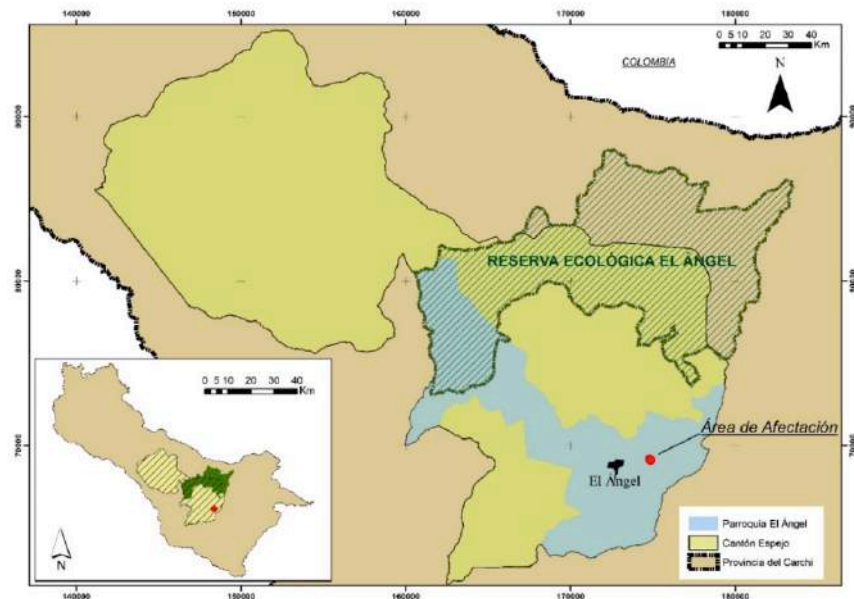 140000 150000 160000 170000 180000
0 5 10 20 30 40
Km
COLOMBIA
N
RESERVA ECOLÓGICA EL ÁNGEL
0 5 10 20 30 40
Km
Área de Afectación
El Angel
N
Parroquia El Ángel
Cantón Espejo
Provincia del Carchi
140000 150000 160000 170000 180000